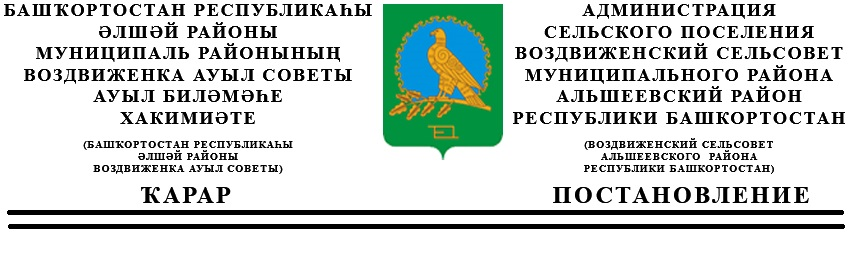 БАШҠОРТОСТАН РЕСПУБЛИКАҺЫ
ӘЛШӘЙ РАЙОНЫ
МУНИЦИПАЛЬ РАЙОНЫНЫҢ
ВОЗДВИЖЕНКА АУЫЛ СОВЕТЫ
АУЫЛ БИЛӘМӘҺЕ
ХАКИМИӘТЕ
(БАШҠОРТОСТАН РЕСПУБЛИКАҺЫ
ӘЛШӘЙ РАЙОНЫ
ВОЗДВИЖЕНКА АУЫЛ СОВЕТЫ)
ҠАРАР
АДМИНИСТРАЦИЯ
СЕЛЬСКОГО ПОСЕЛЕНИЯ
ВОЗДВИЖЕНСКИЙ СЕЛЬСОВЕТ
МУНИЦИПАЛЬНОГО РАЙОНА
АЛЬШЕЕВСКИЙ РАЙОН
РЕСПУБЛИКИ БАШКОРТОСТАН
(ВОЗДВИЖЕНСКИЙ СЕЛЬСОВЕТ
АЛЬШЕЕВСКОГО РАЙОНА
РЕСПУБЛИКИ БАШКОРТОСТАН)
ПОСТАНОВЛЕНИЕ